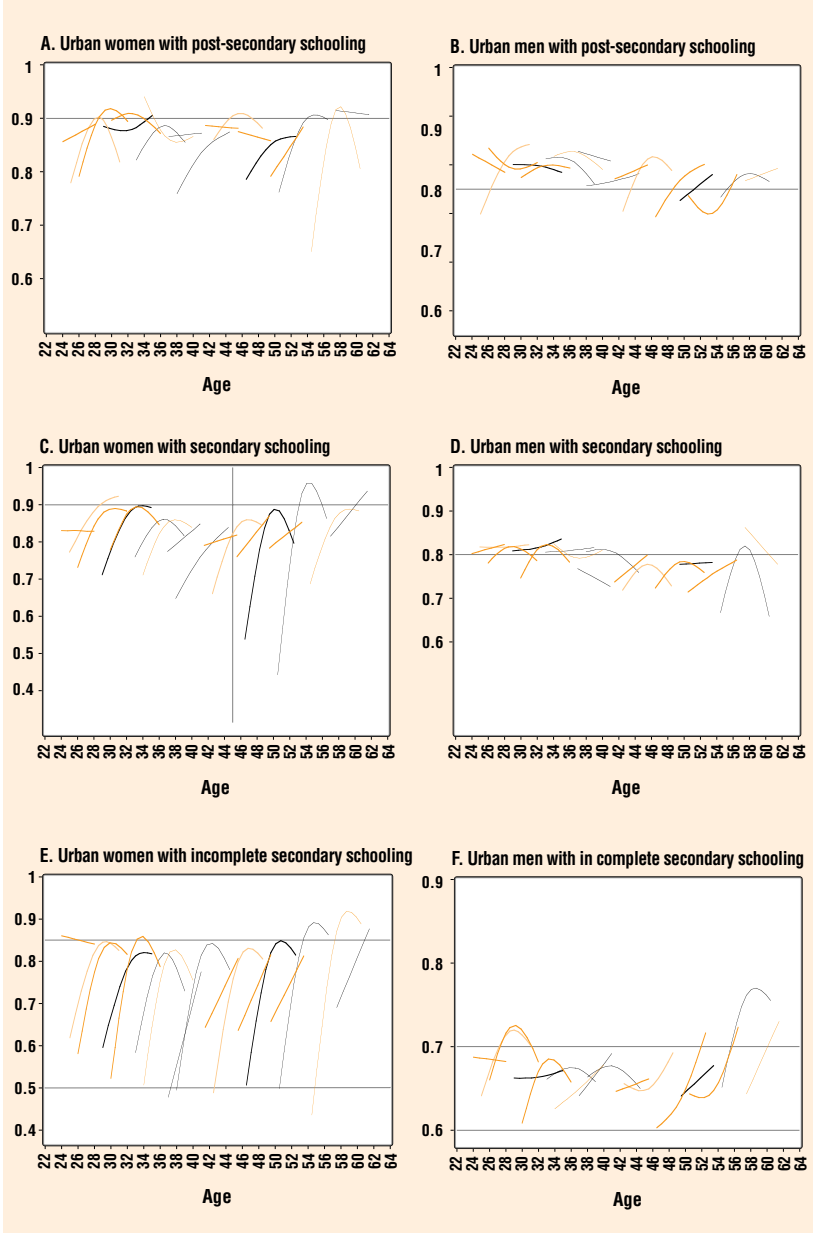 A. Urban women with post-secondary schooling
1
0.9
0.8
0.7
0.6
22 24 26 28 30 32 34 36 38 40 42 44 46 48 50 52 54 56 58 60 62 64
Age
B. Urban men with post-secondary schooling
1
0.9
0.8
0.7
0.6
22 24 26 28 30 32 34 36 38 40 42 44 46 48 50 52 54 56 58 60 62 64
Age
C. Urban women with secondary schooling
1
0.9
0.8
0.7
0.6
0.5
0.4
22 24 26 28 30 32 34 36 38 40 42 44 46 48 50 52 54 56 58 60 62 64
Age
D. Urban men with secondary schooling
1
0.9
0.8
0.7
0.6
22 24 26 28 30 32 34 36 38 40 42 44 46 48 50 52 54 56 58 60 62 64
Age
E. Urban women with incomplete secondary schooling
1
0.9
0.8
0.7
0.6
0.5
0.4
22 24 26 28 30 32 34 36 38 40 42 44 46 48 50 52 54 56 58 60 62 64
Age
F. Urban men with in complete secondary schooling
0.9
0.8
0.7
0.6
22 24 26 28 30 32 34 36 38 40 42 44 46 48 50 52 54 56 58 60 62 64
Age